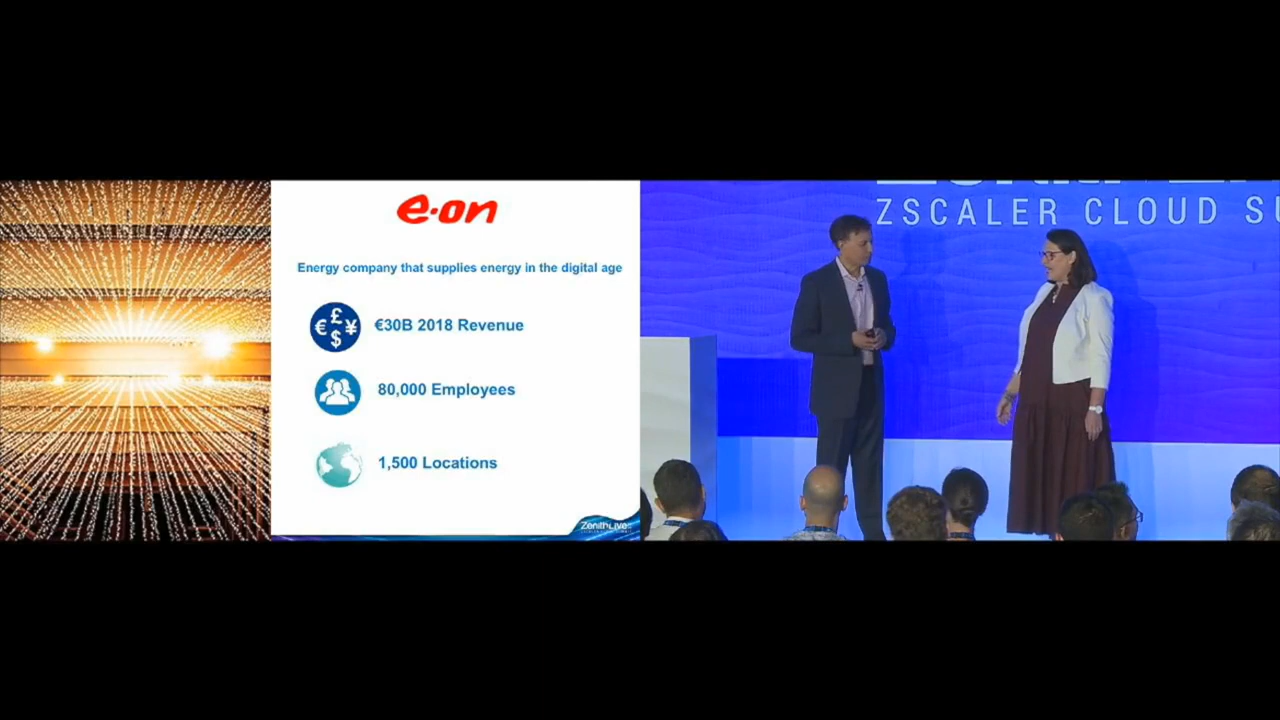 e·on
Energy company that supplies energy in the digital age
€30B 2018 Revenue
80,000 Employees
1,500 Locations
ZenithLive
ZSCALER CLOUD S